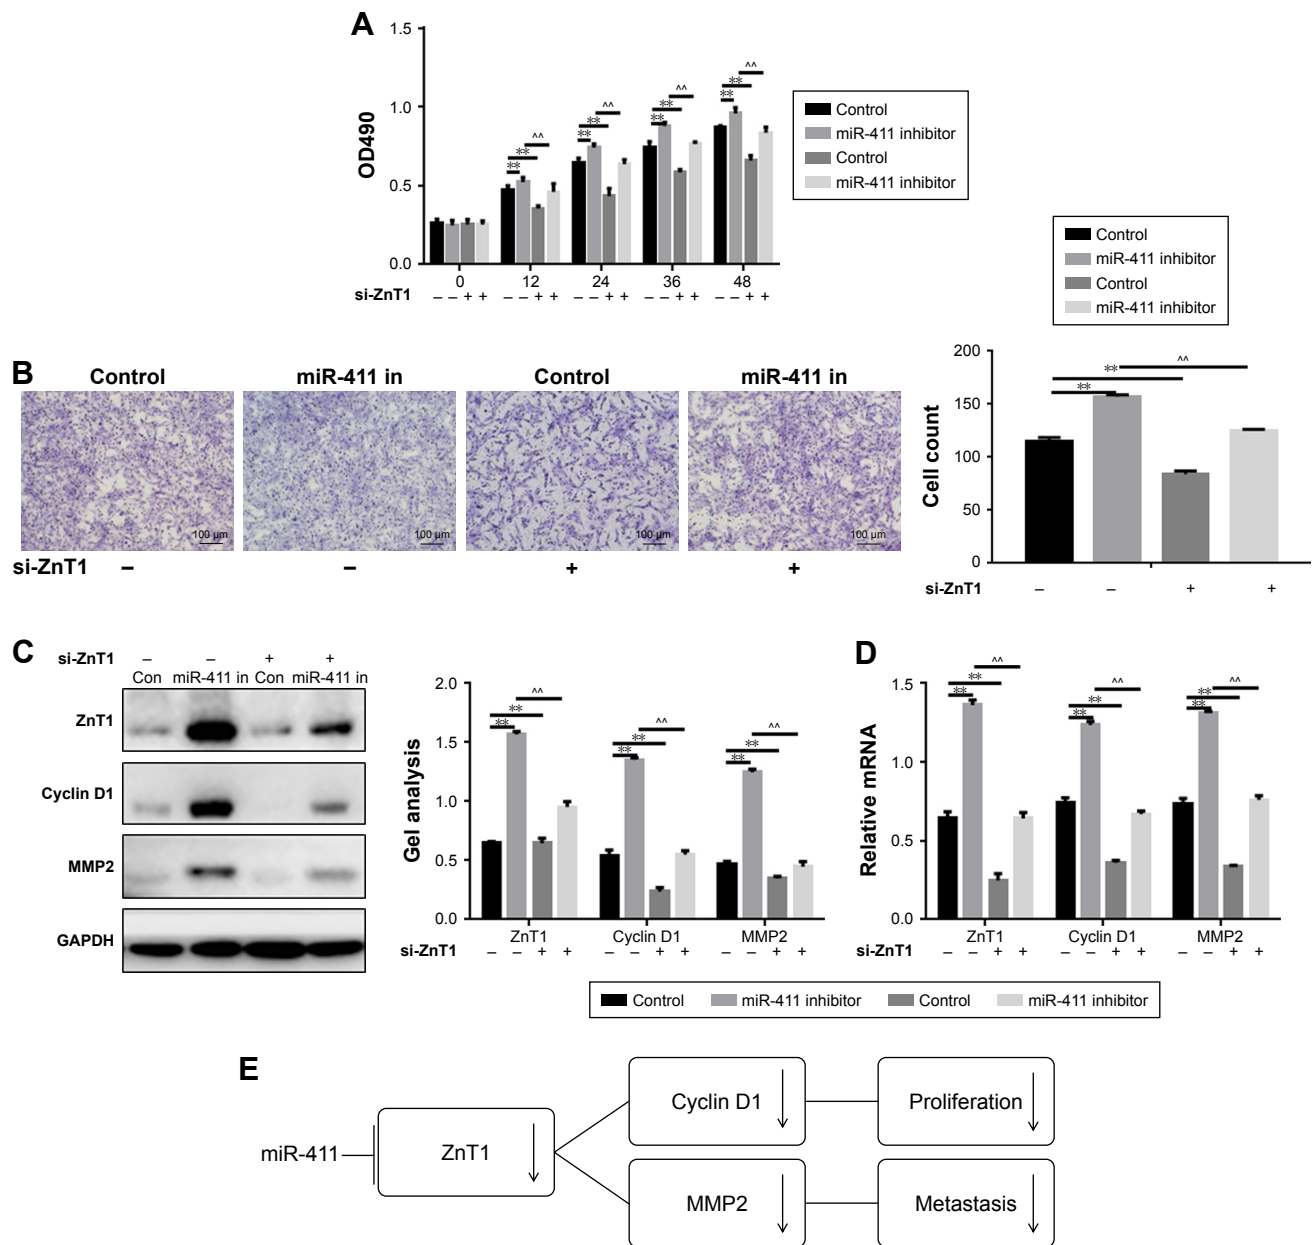 A
OD490
1.5
1.0
0.5
0.0
** ** ^^ ** ** ^^ ** ** ^^ ** ** ^^
0 12 24 36 48
si-ZnT1 – – + + – – + + – – + + – – + + – – + +
Control
miR-411 inhibitor
Control
miR-411 inhibitor
B
Control miR-411 in Control miR-411 in
100 µm 100 µm 100 µm 100 µm
si-ZnT1 – – + +
Control
miR-411 inhibitor
Control
miR-411 inhibitor
Cell count
200
150
100
50
0
** ** ^^
si-ZnT1 – – + +
C
si-ZnT1 – – + +
Con miR-411 in Con miR-411 in
ZnT1
Cyclin D1
MMP2
GAPDH
Gel analysis
2.0
1.5
1.0
0.5
0.0
** ** ^^ ** ** ^^ ** ** ^^
ZnT1 Cyclin D1 MMP2
si-ZnT1 – – + + – – + + – – + +
D
Relative mRNA
1.5
1.0
0.5
0.0
** ** ^^ ** ** ^^ ** ** ^^
ZnT1 Cyclin D1 MMP2
si-ZnT1 – – + + – – + + – – + +
Control miR-411 inhibitor Control miR-411 inhibitor
E
miR-411
ZnT1
Cyclin D1
Proliferation
MMP2
Metastasis